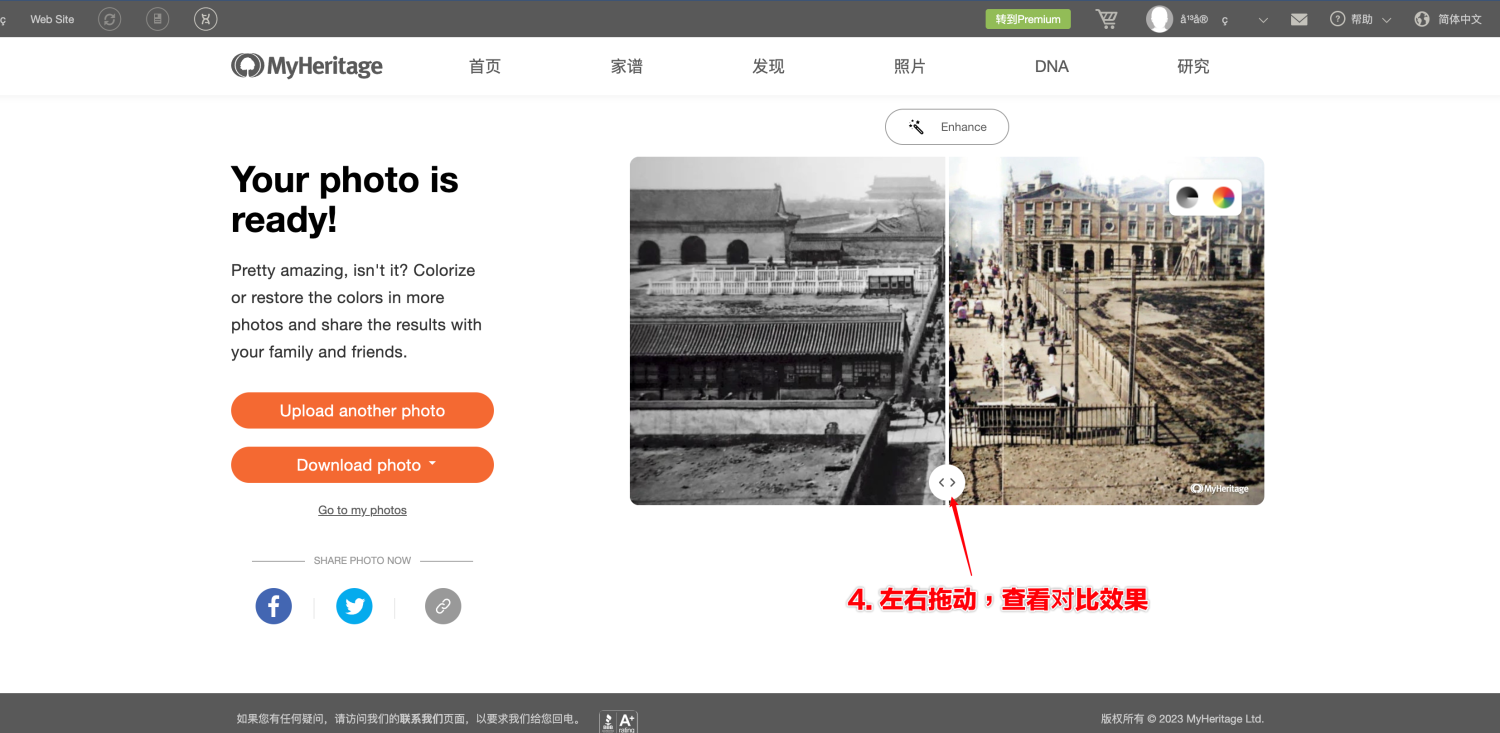 ç Web Site 转到Premium å¹³å® ç 帮助 简体中文
MyHeritage 首页 家谱 发现 照片 DNA 研究
Enhance
Your photo is
ready!
Pretty amazing, isn't it? Colorize
or restore the colors in more
photos and share the results with
your family and friends.
Upload another photo
Download photo
Go to my photos
SHARE PHOTO NOW
MyHeritage
4. 左右拖动，查看对比效果
如果您有任何疑问，请访问我们的联系我们页面，以要求我们给您回电。
A+
rating
版权所有 © 2023 MyHeritage Ltd.